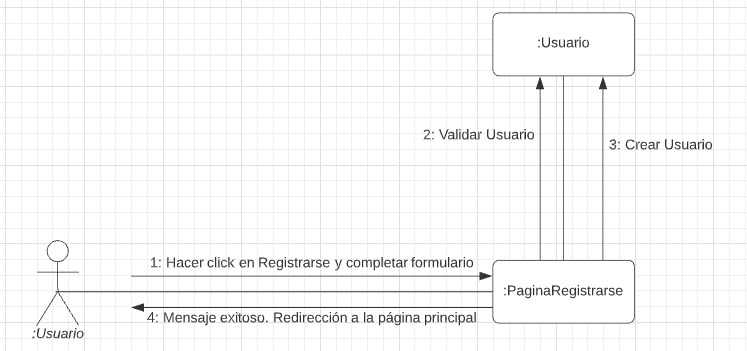 :Usuario
2: Validar Usuario
3: Crear Usuario
1: Hacer click en Registrarse y completar formulario
:PaginaRegistrarse
4: Mensaje exitoso. Redirección a la página principal
:Usuario